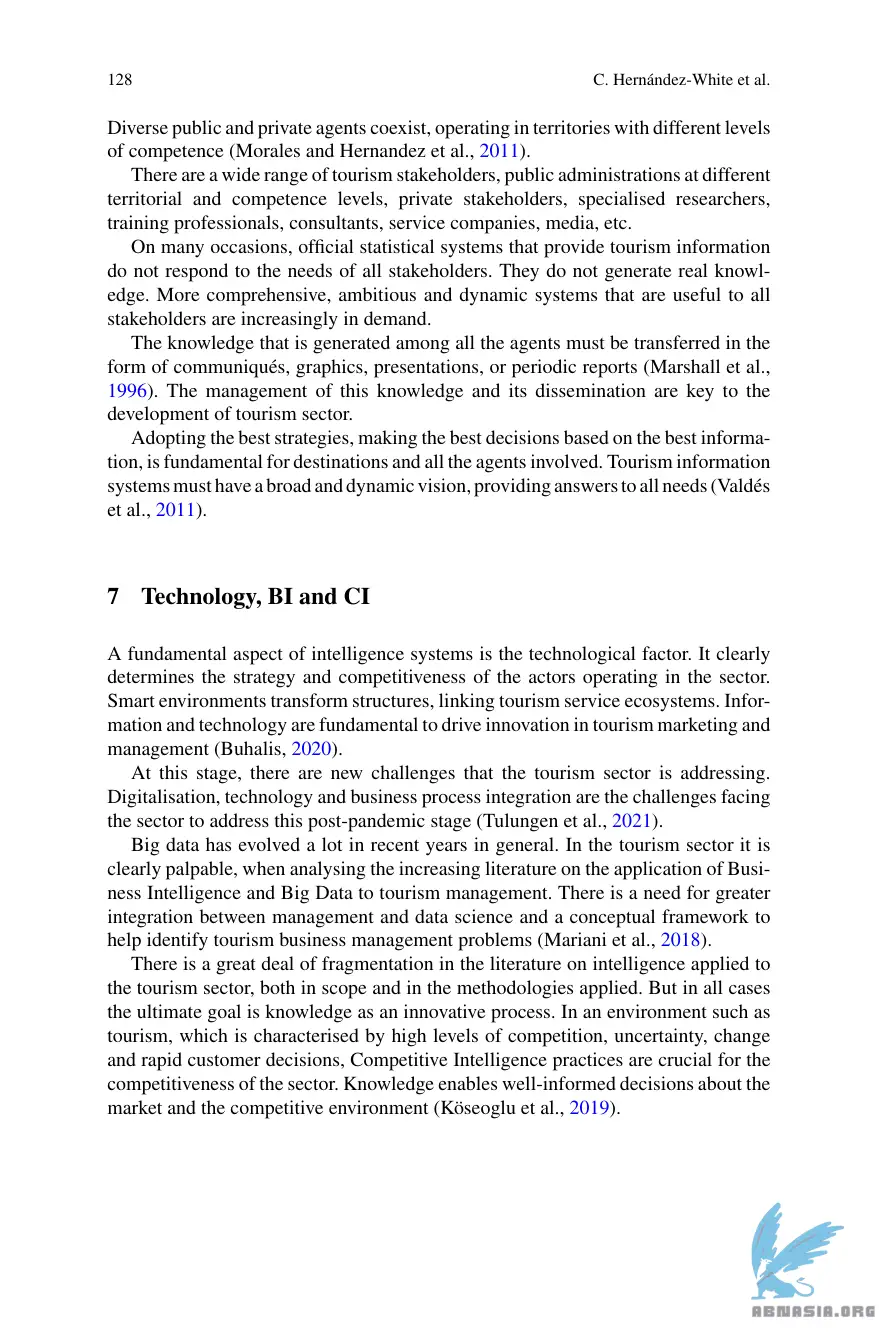 128
C. Hernández-White et al.
Diverse public and private agents coexist, operating in territories with different levels
of competence (Morales and Hernandez et al., 2011).
There are a wide range of tourism stakeholders, public administrations at different
territorial and competence levels, private stakeholders, specialised researchers,
training professionals, consultants, service companies, media, etc.
On many occasions, official statistical systems that provide tourism information
do not respond to the needs of all stakeholders. They do not generate real knowl-
edge. More comprehensive, ambitious and dynamic systems that are useful to all
stakeholders are increasingly in demand.
The knowledge that is generated among all the agents must be transferred in the
form of communiqués, graphics, presentations, or periodic reports (Marshall et al.,
1996). The management of this knowledge and its dissemination are key to the
development of tourism sector.
Adopting the best strategies, making the best decisions based on the best informa-
tion, is fundamental for destinations and all the agents involved. Tourism information
systems must have a broad and dynamic vision, providing answers to all needs (Valdés
et al., 2011).
7 Technology, BI and CI
A fundamental aspect of intelligence systems is the technological factor. It clearly
determines the strategy and competitiveness of the actors operating in the sector.
Smart environments transform structures, linking tourism service ecosystems. Infor-
mation and technology are fundamental to drive innovation in tourism marketing and
management (Buhalis, 2020).
At this stage, there are new challenges that the tourism sector is addressing.
Digitalisation, technology and business process integration are the challenges facing
the sector to address this post-pandemic stage (Tulungen et al., 2021).
Big data has evolved a lot in recent years in general. In the tourism sector it is
clearly palpable, when analysing the increasing literature on the application of Busi-
ness Intelligence and Big Data to tourism management. There is a need for greater
integration between management and data science and a conceptual framework to
help identify tourism business management problems (Mariani et al., 2018).
There is a great deal of fragmentation in the literature on intelligence applied to
the tourism sector, both in scope and in the methodologies applied. But in all cases
the ultimate goal is knowledge as an innovative process. In an environment such as
tourism, which is characterised by high levels of competition, uncertainty, change
and rapid customer decisions, Competitive Intelligence practices are crucial for the
competitiveness of the sector. Knowledge enables well-informed decisions about the
market and the competitive environment (Köseoglu et al., 2019).
ABNASIA.ORG